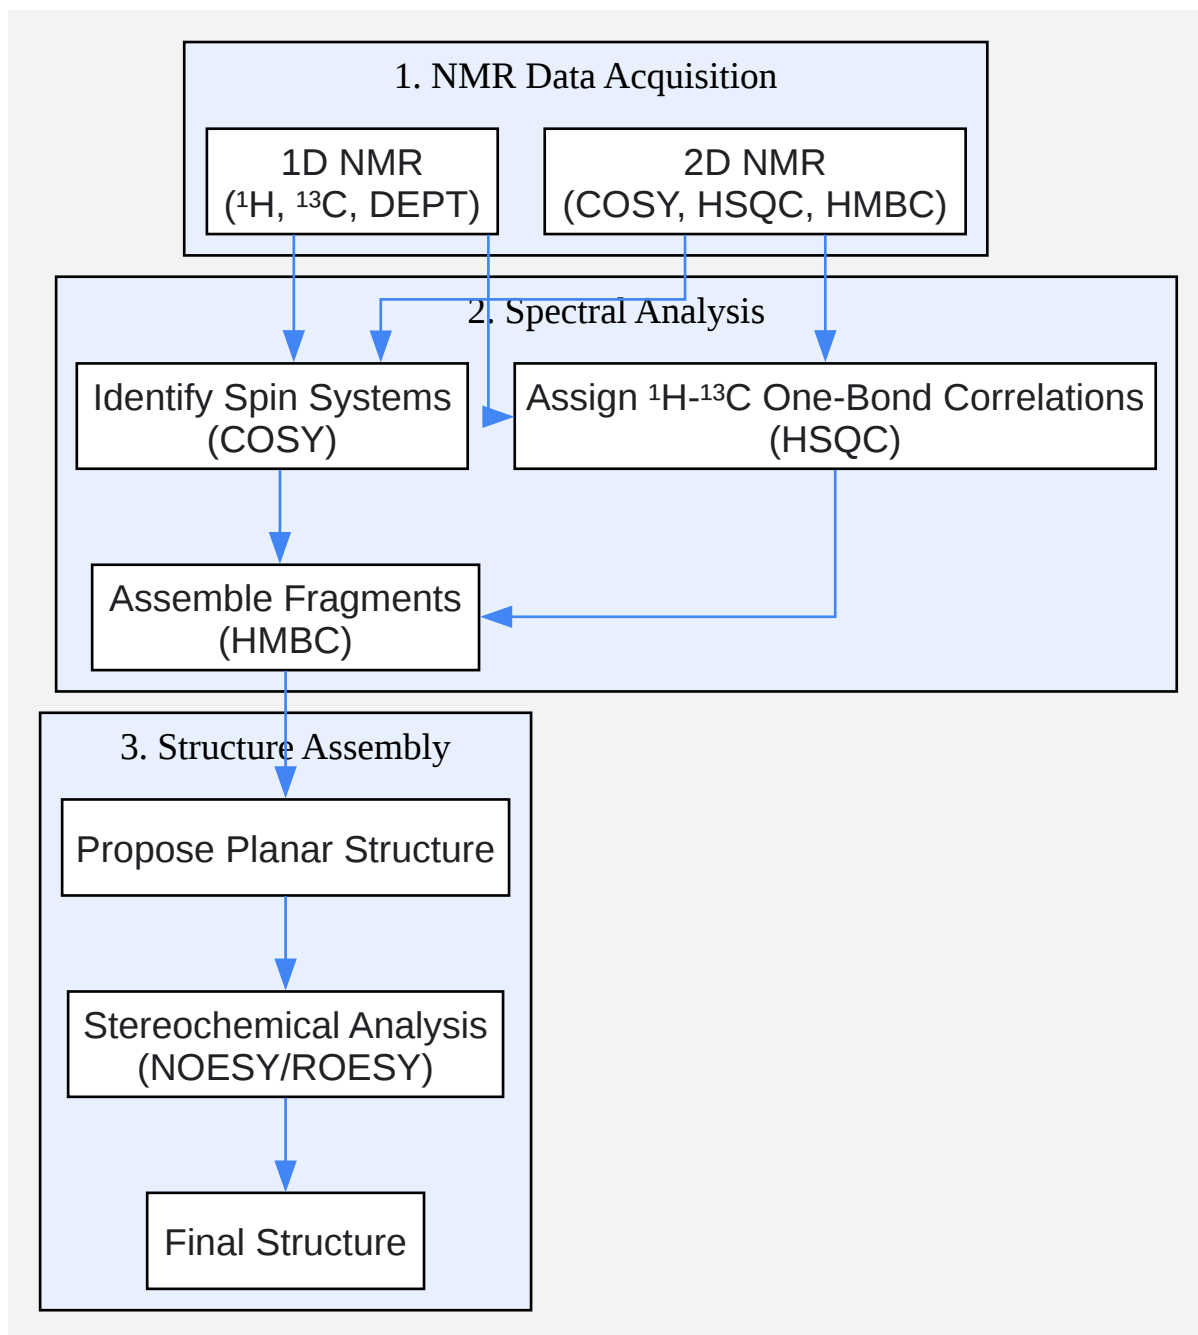 1. NMR Data Acquisition
1D NMR
(¹H, ¹³C, DEPT)
2D NMR
(COSY, HSQC, HMBC)
2. Spectral Analysis
Identify Spin Systems
(COSY)
Assign ¹H-¹³C One-Bond Correlations
(HSQC)
Assemble Fragments
(HMBC)
3. Structure Assembly
Propose Planar Structure
Stereochemical Analysis
(NOESY/ROESY)
Final Structure